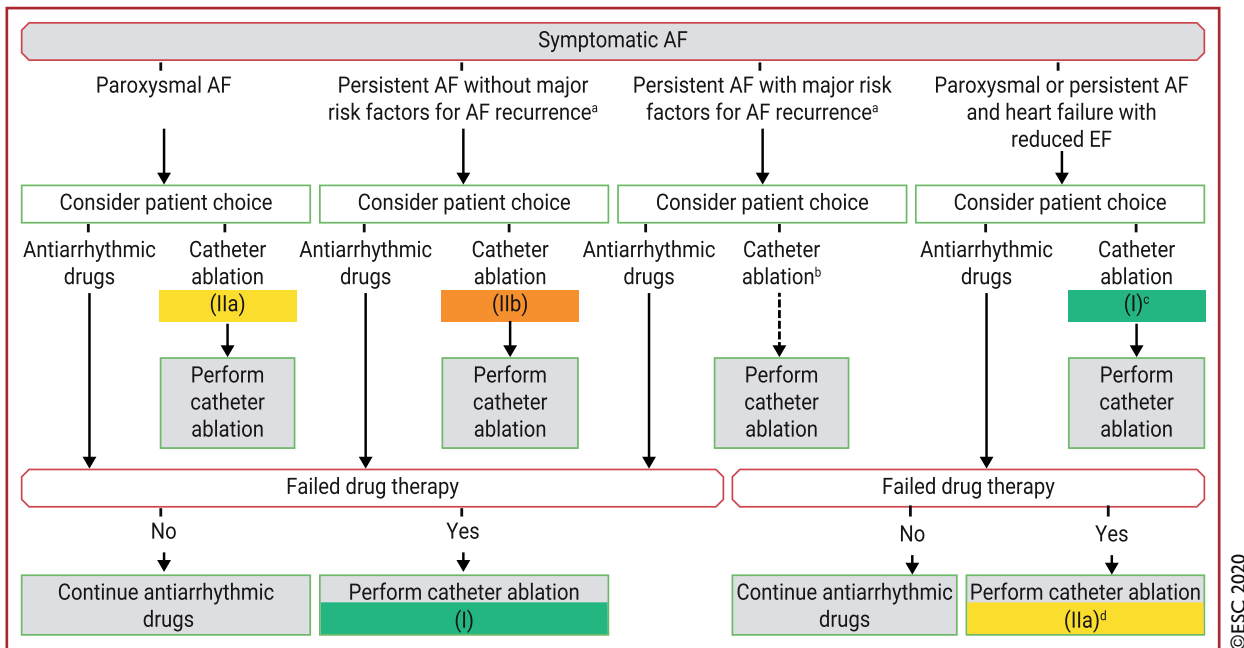 Symptomatic AF
Paroxysmal AF
Persistent AF without major
risk factors for AF recurrenceᵃ
Persistent AF with major risk
factors for AF recurrenceᵃ
Paroxysmal or persistent AF
and heart failure with
reduced EF
Consider patient choice
Consider patient choice
Consider patient choice
Consider patient choice
Antiarrhythmic
drugs
Catheter
ablation
(IIa)
Antiarrhythmic
drugs
Catheter
ablation
(IIb)
Antiarrhythmic
drugs
Catheter
ablationᵇ
Antiarrhythmic
drugs
Catheter
ablation
(I)ᶜ
Perform
catheter
ablation
Perform
catheter
ablation
Perform
catheter
ablation
Perform
catheter
ablation
Failed drug therapy
Failed drug therapy
No
Yes
No
Yes
Continue antiarrhythmic
drugs
Perform catheter ablation
(I)
Continue antiarrhythmic
drugs
Perform catheter ablation
(IIa)ᵈ
©ESC 2020